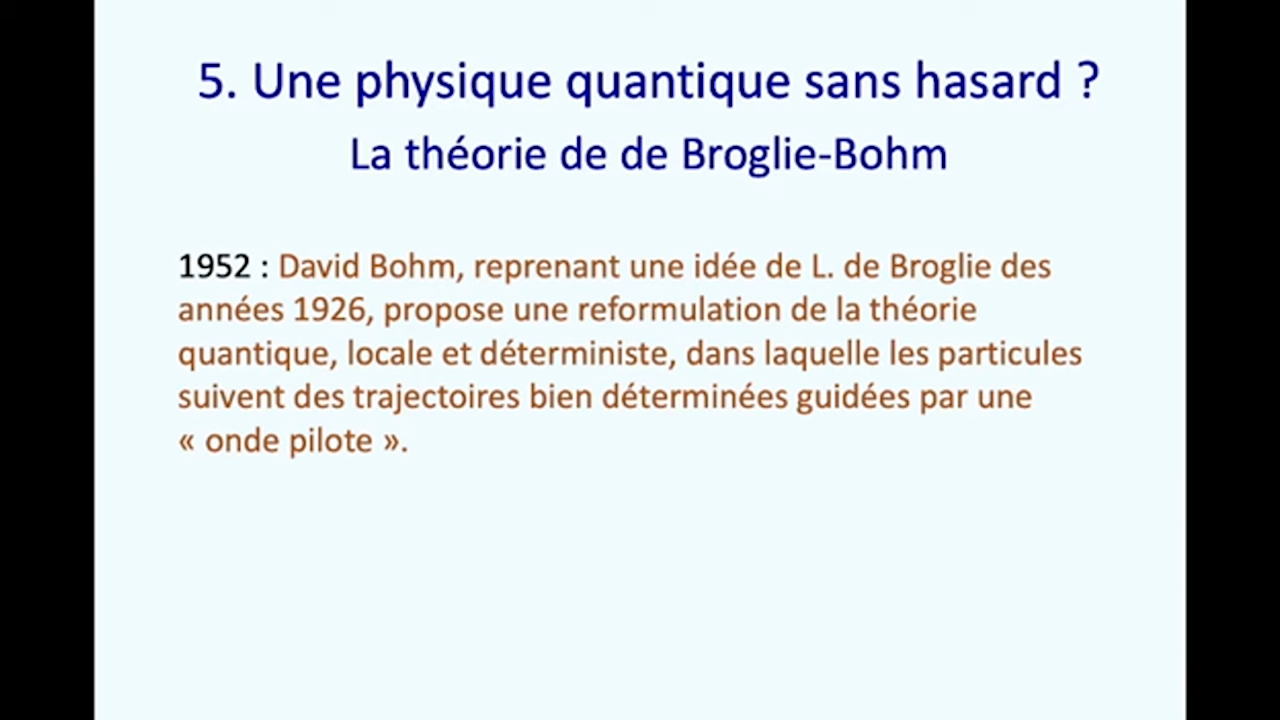 5. Une physique quantique sans hasard ?
La théorie de de Broglie-Bohm
1952 : David Bohm, reprenant une idée de L. de Broglie des
années 1926, propose une reformulation de la théorie
quantique, locale et déterministe, dans laquelle les particules
suivent des trajectoires bien déterminées guidées par une
« onde pilote ».